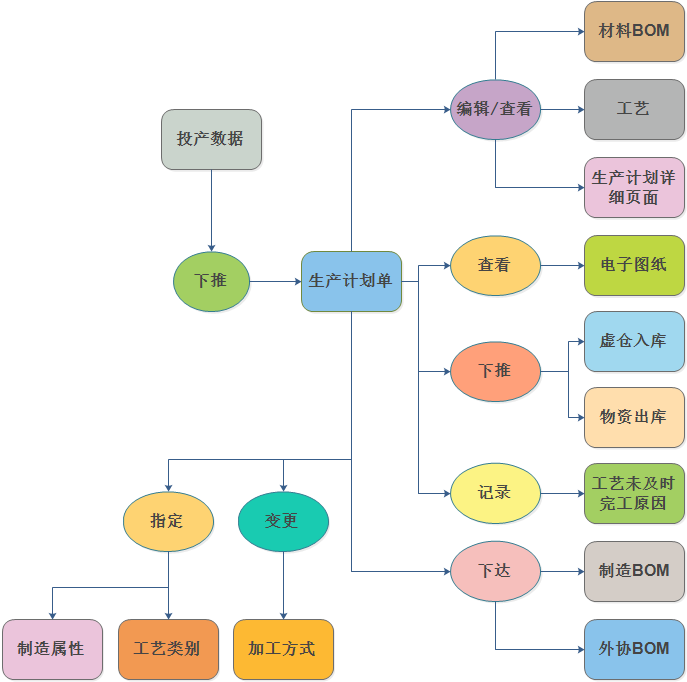 材料BOM
编辑/查看
工艺
投产数据
生产计划详
细页面
下推
生产计划单
查看
电子图纸
虚仓入库
下推
物资出库
记录
工艺未及时
完工原因
指定
变更
下达
制造BOM
制造属性
工艺类别
加工方式
外协BOM